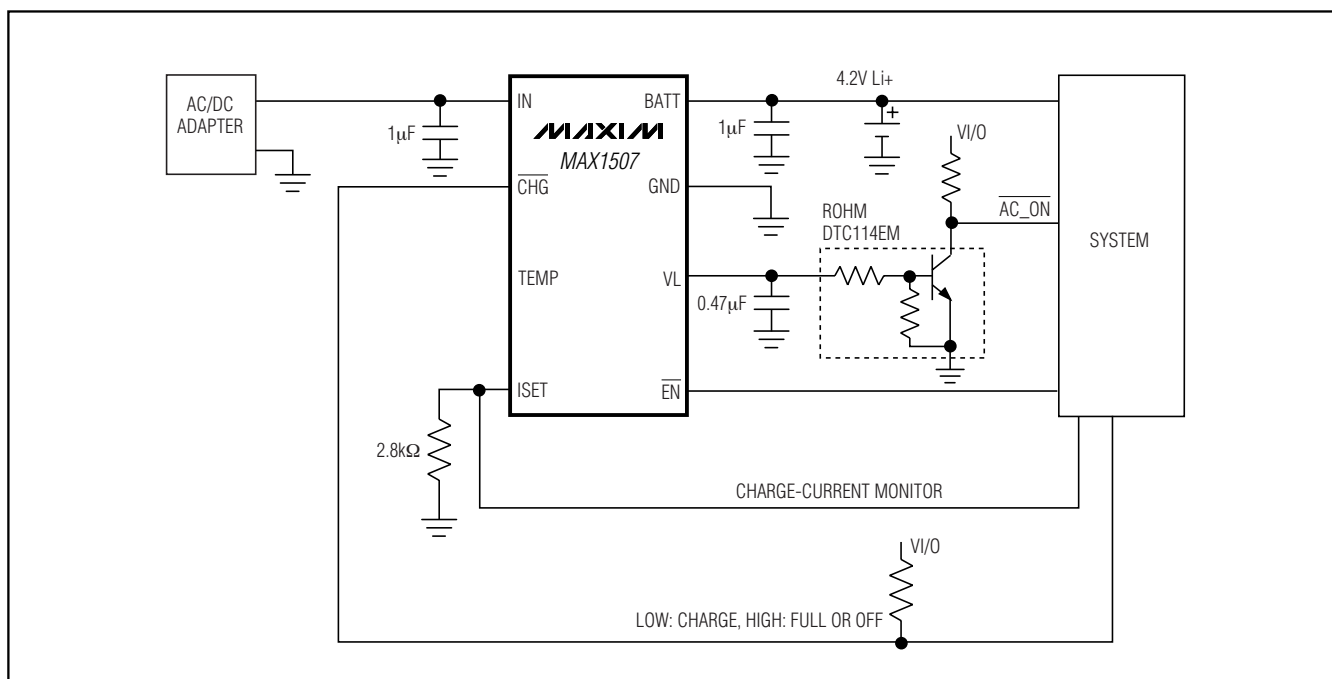 AC/DC
ADAPTER
1µF
IN
BATT
MAXIM
MAX1507
CHG
GND
TEMP
VL
ISET
EN
2.8kΩ
1µF
4.2V Li+
+
VI/O
ROHM
DTC114EM
0.47µF
AC_ON
SYSTEM
CHARGE-CURRENT MONITOR
VI/O
LOW: CHARGE, HIGH: FULL OR OFF